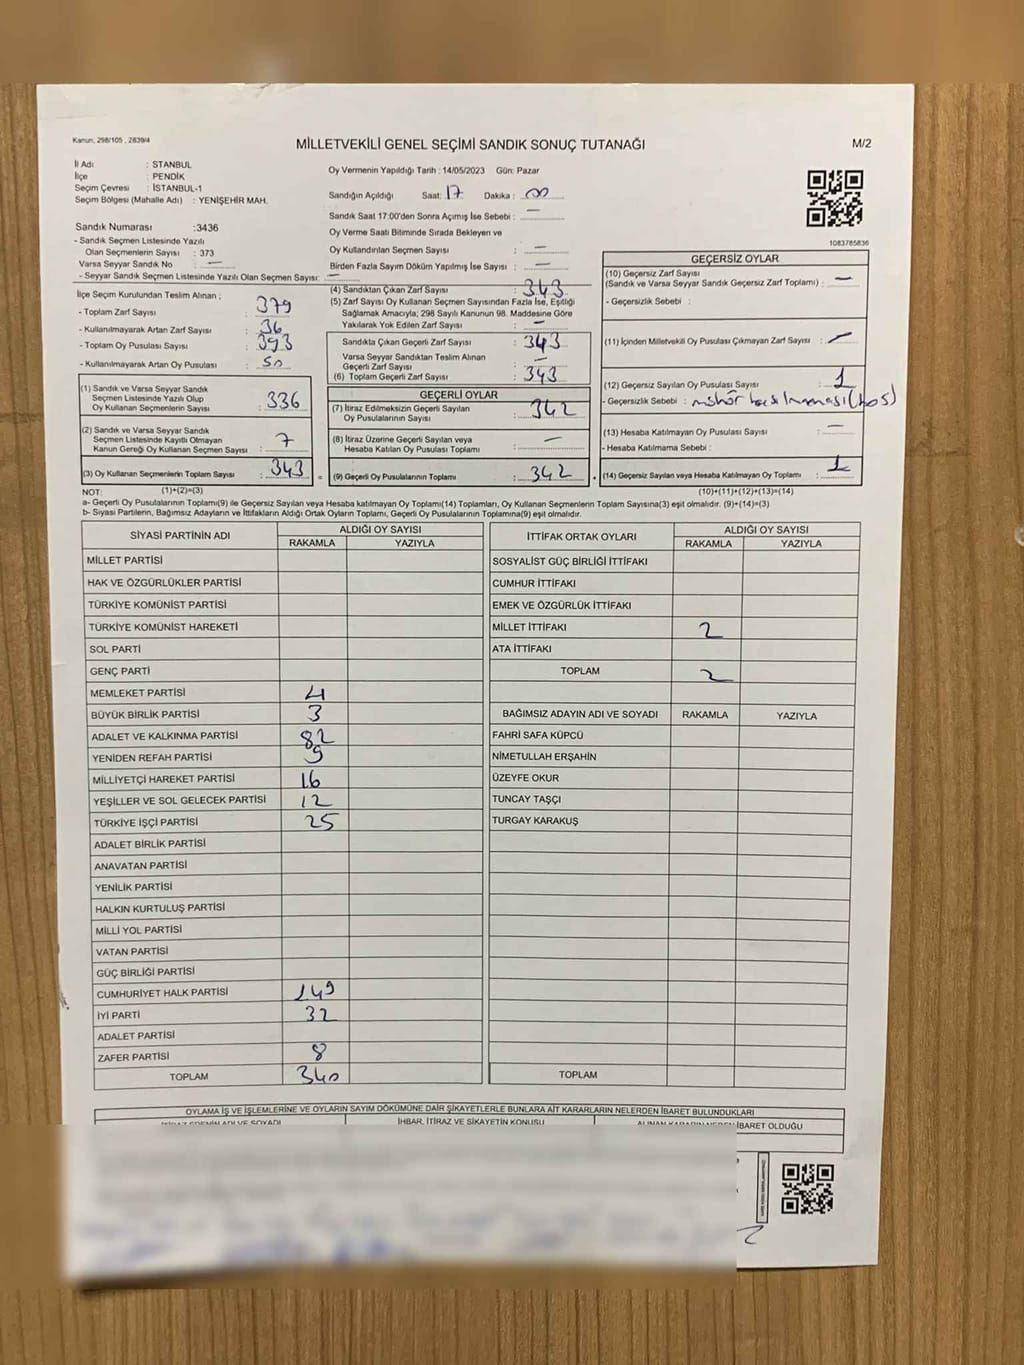 Kanun, 298/105 , 2839/4
MİLLETVEKİLİ GENEL SEÇİMİ SANDIK SONUÇ TUTANAĞI
M/2
İl Adı : İSTANBUL
İlçe : PENDİK
Seçim Çevresi : İSTANBUL-1
Seçim Bölgesi (Mahalle Adı) : YENİŞEHİR MAH.
Oy Vermenin Yapıldığı Tarih : 14/05/2023 Gün: Pazar
Sandığın Açıldığı Saat: 17 Dakika : 00
Sandık Saat 17:00'den Sonra Açılmış İse Sebebi : —
Oy Verme Saati Bitiminde Sırada Bekleyen ve
Oy Kullandırılan Seçmen Sayısı : —
Birden Fazla Sayım Döküm Yapılmış İse Sayısı : —
1083785836
Sandık Numarası :3436
- Sandık Seçmen Listesinde Yazılı
Olan Seçmenlerin Sayısı : 373
Varsa Seyyar Sandık No : —
- Seyyar Sandık Seçmen Listesinde Yazılı Olan Seçmen Sayısı: —
İlçe Seçim Kurulundan Teslim Alınan ;
- Toplam Zarf Sayısı : 379
- Kullanılmayarak Artan Zarf Sayısı : 36
- Toplam Oy Pusulası Sayısı : 393
- Kullanılmayarak Artan Oy Pusulası : 50
(1) Sandık ve Varsa Seyyar Sandık
Seçmen Listesinde Yazılı Olup
Oy Kullanan Seçmenlerin Sayısı : 336
(2) Sandık ve Varsa Seyyar Sandık
Seçmen Listesinde Kayıtlı Olmayan
Kanun Gereği Oy Kullanan Seçmen Sayısı : 7
(3) Oy Kullanan Seçmenlerin Toplam Sayısı : 343
(1)+(2)=(3)
(4) Sandıktan Çıkan Zarf Sayısı : 343
(5) Zarf Sayısı Oy Kullanan Seçmen Sayısından Fazla İse, Eşitliği
Sağlamak Amacıyla; 298 Sayılı Kanunun 98. Maddesine Göre
Yakılarak Yok Edilen Zarf Sayısı : —
Sandıkta Çıkan Geçerli Zarf Sayısı : 343
Varsa Seyyar Sandıktan Teslim Alınan
Geçerli Zarf Sayısı : —
(6) Toplam Geçerli Zarf Sayısı : 343
GEÇERLİ OYLAR
(7) İtiraz Edilmeksizin Geçerli Sayılan
Oy Pusulalarının Sayısı : 342
(8) İtiraz Üzerine Geçerli Sayılan veya
Hesaba Katılan Oy Pusulası Toplamı : —
(9) Geçerli Oy Pusulalarının Toplamı : 342
GEÇERSİZ OYLAR
(10) Geçersiz Zarf Sayısı
(Sandık ve Varsa Seyyar Sandık Geçersiz Zarf Toplamı) : —
- Geçersizlik Sebebi :
(11) İçinden Milletvekili Oy Pusulası Çıkmayan Zarf Sayısı : —
(12) Geçersiz Sayılan Oy Pusulası Sayısı : 1
- Geçersizlik Sebebi : mühür basılmaması (boş)
(13) Hesaba Katılmayan Oy Pusulası Sayısı : —
- Hesaba Katılmama Sebebi :
(14) Geçersiz Sayılan veya Hesaba Katılmayan Oy Toplamı : 1
(10)+(11)+(12)+(13)=(14)
NOT:
a- Geçerli Oy Pusulalarının Toplamı(9) ile Geçersiz Sayılan veya Hesaba katılmayan Oy Toplamı(14) Toplamları, Oy Kullanan Seçmenlerin Toplam Sayısına(3) eşit olmalıdır. (9)+(14)=(3)
b- Siyasi Partilerin, Bağımsız Adayların ve İttifakların Aldığı Ortak Oyların Toplamı, Geçerli Oy Pusulalarının Toplamına(9) eşit olmalıdır.
SİYASİ PARTİNİN ADI ALDIĞI OY SAYISI
RAKAMLA YAZIYLA
MİLLET PARTİSİ
HAK VE ÖZGÜRLÜKLER PARTİSİ
TÜRKİYE KOMÜNİST PARTİSİ
TÜRKİYE KOMÜNİST HAREKETİ
SOL PARTİ
GENÇ PARTİ
MEMLEKET PARTİSİ 4
BÜYÜK BİRLİK PARTİSİ 3
ADALET VE KALKINMA PARTİSİ 82
YENİDEN REFAH PARTİSİ 9
MİLLİYETÇİ HAREKET PARTİSİ 16
YEŞİLLER VE SOL GELECEK PARTİSİ 12
TÜRKİYE İŞÇİ PARTİSİ 25
ADALET BİRLİK PARTİSİ
ANAVATAN PARTİSİ
YENİLİK PARTİSİ
HALKIN KURTULUŞ PARTİSİ
MİLLİ YOL PARTİSİ
VATAN PARTİSİ
GÜÇ BİRLİĞİ PARTİSİ
CUMHURİYET HALK PARTİSİ 149
İYİ PARTİ 32
ADALET PARTİSİ
ZAFER PARTİSİ 8
TOPLAM 340
İTTİFAK ORTAK OYLARI ALDIĞI OY SAYISI
RAKAMLA YAZIYLA
SOSYALİST GÜÇ BİRLİĞİ İTTİFAKI
CUMHUR İTTİFAKI
EMEK VE ÖZGÜRLÜK İTTİFAKI
MİLLET İTTİFAKI 2
ATA İTTİFAKI
TOPLAM 2
BAĞIMSIZ ADAYIN ADI VE SOYADI RAKAMLA YAZIYLA
FAHRİ SAFA KÜPCÜ
NİMETULLAH ERŞAHİN
ÜZEYFE OKUR
TUNCAY TAŞÇI
TURGAY KARAKUŞ
TOPLAM
OYLAMA İŞ VE İŞLEMLERİNE VE OYLARIN SAYIM DÖKÜMÜNE DAİR ŞİKAYETLERLE BUNLARA AİT KARARLARIN NELERDEN İBARET BULUNDUKLARI
İTİRAZ EDENİN ADI VE SOYADI İHBAR, İTİRAZ VE ŞİKAYETİN KONUSU ALINAN KARARIN NEDEN İBARET OLDUĞU